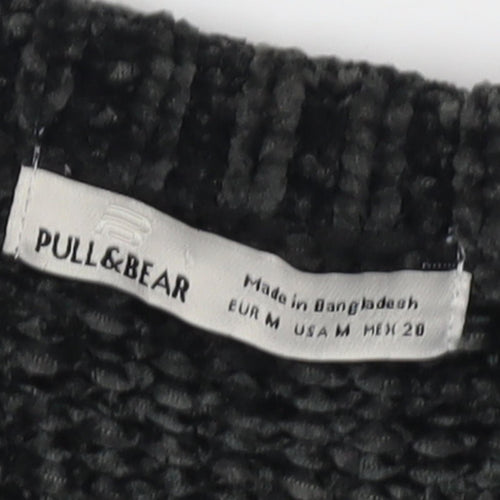 PULL&BEAR
Made in Bangladesh
EUR M USA M MEX 28